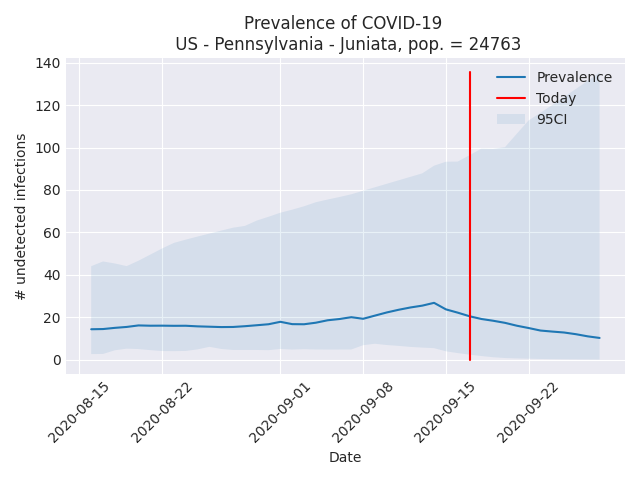 Prevalence of COVID-19
US - Pennsylvania - Juniata, pop. = 24763
140
120
100
80
60
40
20
0
# undetected infections
Prevalence
Today
95CI
2020-08-15
2020-08-22
2020-09-01
2020-09-08
2020-09-15
2020-09-22
Date